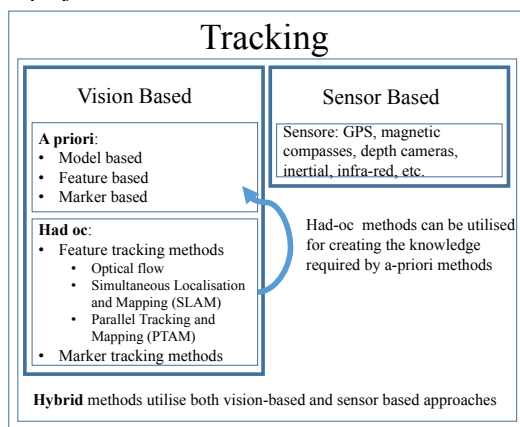 Tracking
Vision Based
A priori:
• Model based
• Feature based
• Marker based
Had oc:
• Feature tracking methods
• Optical flow
• Simultaneous Localisation
and Mapping (SLAM)
• Parallel Tracking and
Mapping (PTAM)
• Marker tracking methods
Sensor Based
Sensore: GPS, magnetic
compasses, depth cameras,
inertial, infra-red, etc.
Had-oc methods can be utilised
for creating the knowledge
required by a-priori methods
Hybrid methods utilise both vision-based and sensor based approaches